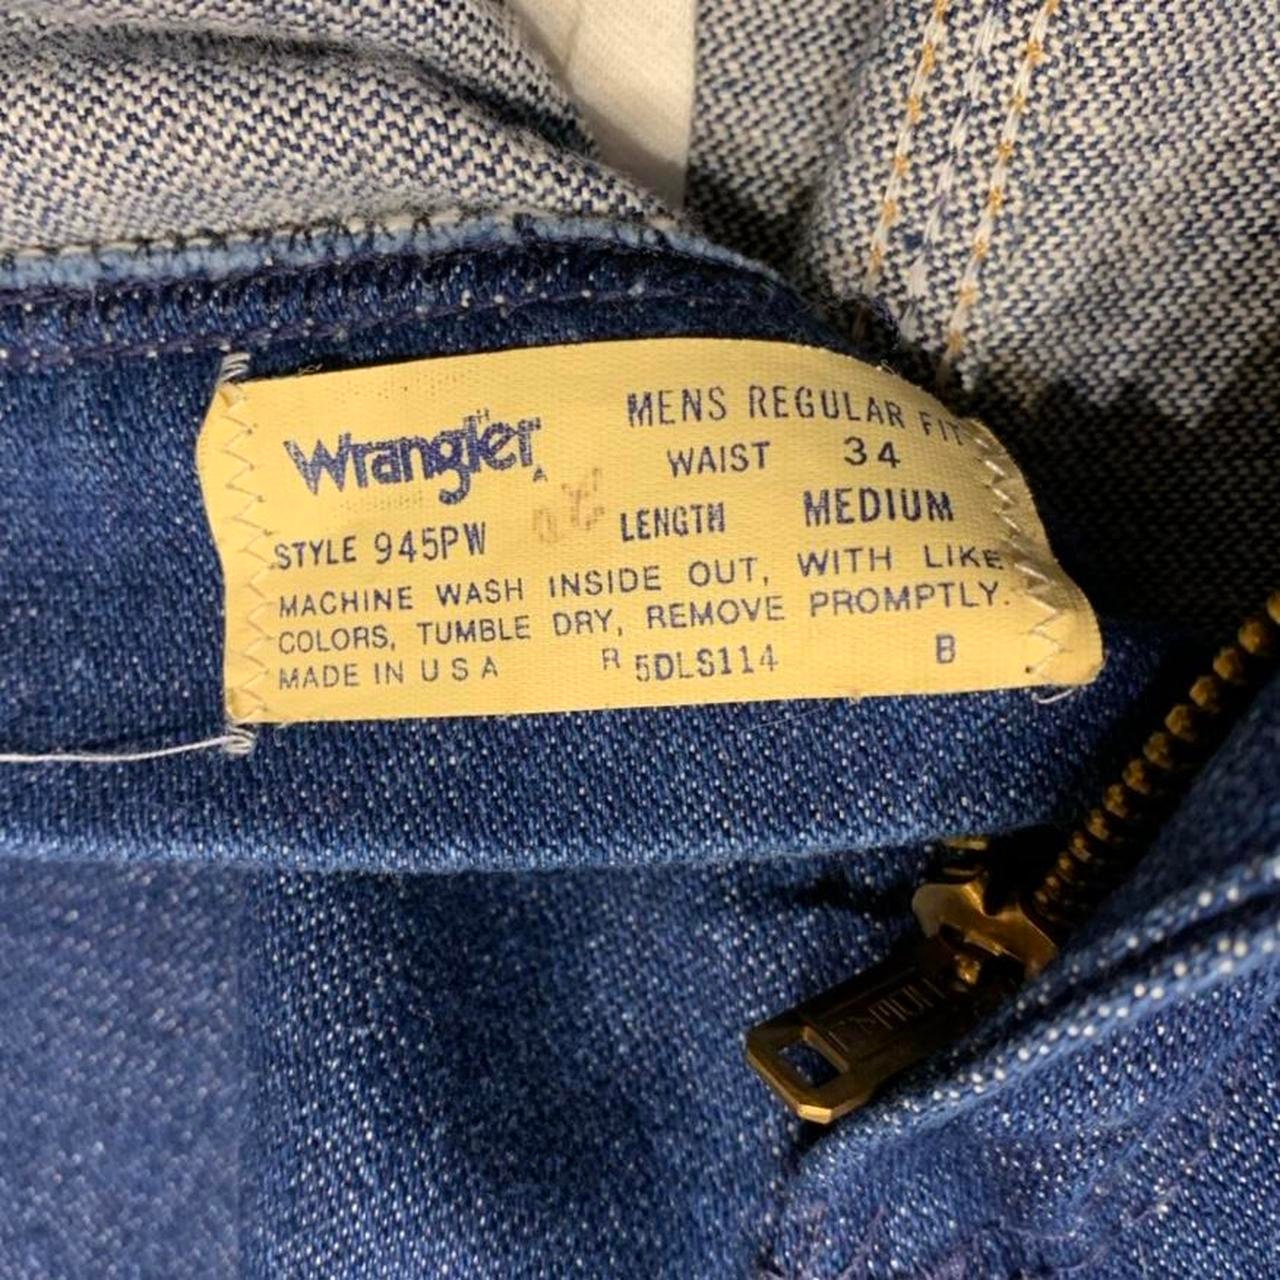 Wrangler
MENS REGULAR FIT
WAIST 34
STYLE 945PW
LENGTH MEDIUM
MACHINE WASH INSIDE OUT, WITH LIKE
COLORS, TUMBLE DRY, REMOVE PROMPTLY.
MADE IN U S A R 5DLS114 B